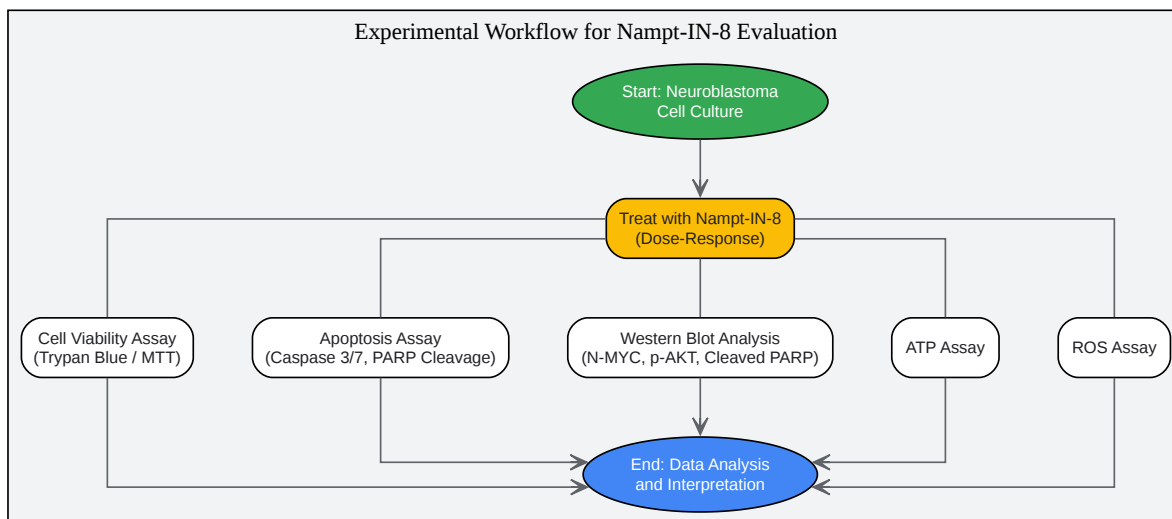 Experimental Workflow for Nampt-IN-8 Evaluation
Start: Neuroblastoma
Cell Culture
Treat with Nampt-IN-8
(Dose-Response)
Cell Viability Assay
(Trypan Blue / MTT)
Apoptosis Assay
(Caspase 3/7, PARP Cleavage)
Western Blot Analysis
(N-MYC, p-AKT, Cleaved PARP)
ATP Assay
ROS Assay
End: Data Analysis
and Interpretation